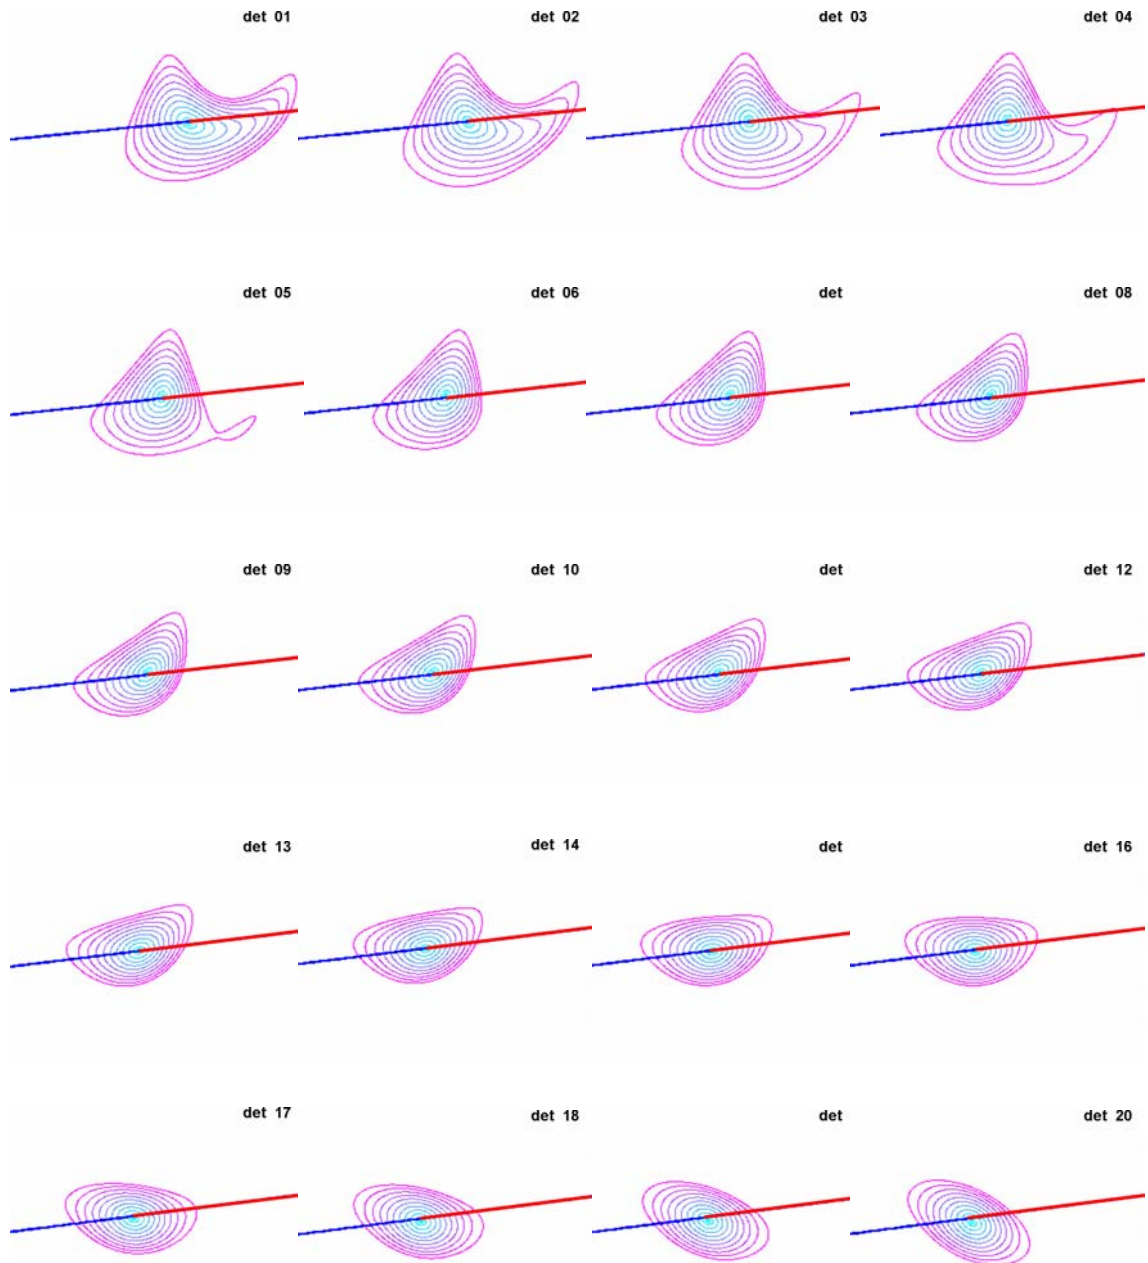 det 01 det 02 det 03 det 04
det 05 det 06 det det 08
det 09 det 10 det det 12
det 13 det 14 det det 16
det 17 det 18 det det 20